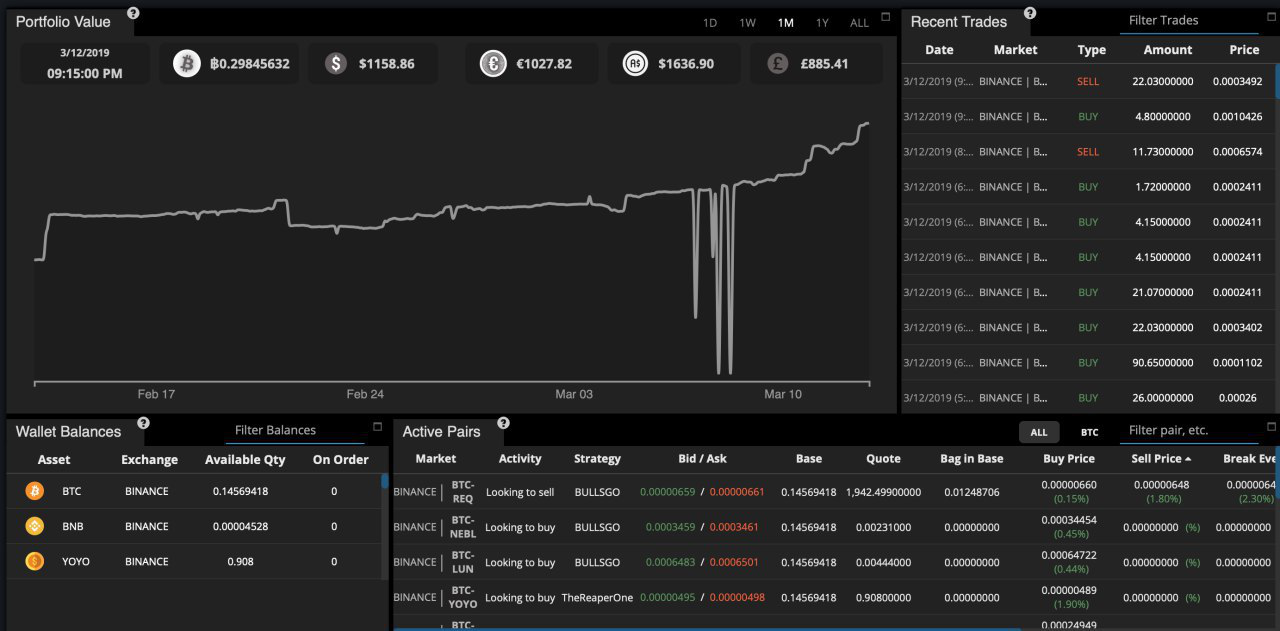 Portfolio Value ?
1D 1W 1M 1Y ALL
3/12/2019
09:15:00 PM
฿0.29845632
$ $1158.86
€ €1027.82
A$ $1636.90
£ £885.41
Feb 17 Feb 24 Mar 03 Mar 10
Recent Trades ? Filter Trades
Date Market Type Amount Price
3/12/2019 (9:... BINANCE | B... SELL 22.03000000 0.0003492
3/12/2019 (9:... BINANCE | B... BUY 4.80000000 0.0010426
3/12/2019 (8:... BINANCE | B... SELL 11.73000000 0.0006574
3/12/2019 (6:... BINANCE | B... BUY 1.72000000 0.0002411
3/12/2019 (6:... BINANCE | B... BUY 4.15000000 0.0002411
3/12/2019 (6:... BINANCE | B... BUY 4.15000000 0.0002411
3/12/2019 (6:... BINANCE | B... BUY 21.07000000 0.0002411
3/12/2019 (6:... BINANCE | B... BUY 22.03000000 0.0003402
3/12/2019 (6:... BINANCE | B... BUY 90.65000000 0.0001102
3/12/2019 (5:... BINANCE | B... BUY 26.00000000 0.00026
Wallet Balances ? Filter Balances
Asset Exchange Available Qty On Order
BTC BINANCE 0.14569418 0
BNB BINANCE 0.00004528 0
YOYO BINANCE 0.908 0
Active Pairs ? ALL BTC Filter pair, etc.
Market Activity Strategy Bid / Ask Base Quote Bag in Base Buy Price Sell Price Break Eve
BINANCE | BTC-REQ Looking to sell BULLSGO 0.00000659 / 0.00000661 0.14569418 1,942.49900000 0.01248706 0.00000660 0.00000648 0.0000064
(0.15%) (1.80%) (2.30%)
BINANCE | BTC-NEBL Looking to buy BULLSGO 0.0003459 / 0.0003461 0.14569418 0.00231000 0.00000000 0.00034454 0.00000000 (%) 0.00000000
(0.45%)
BINANCE | BTC-LUN Looking to buy BULLSGO 0.0006483 / 0.0006501 0.14569418 0.00444000 0.00000000 0.00064722 0.00000000 (%) 0.00000000
(0.44%)
BINANCE | BTC-YOYO Looking to buy TheReaperOne 0.00000495 / 0.00000498 0.14569418 0.90800000 0.00000000 0.00000489 0.00000000 (%) 0.00000000
(1.90%)
BTC- 0.00024949